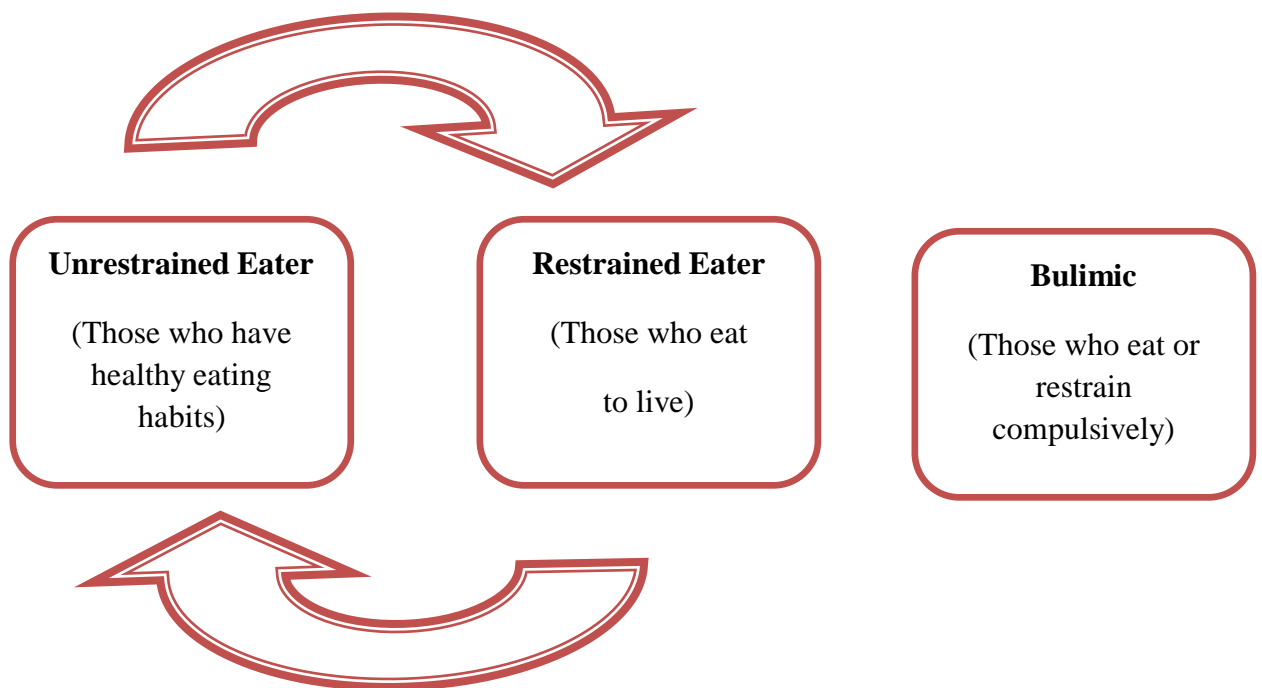 Unrestrained Eater
(Those who have
healthy eating
habits)
Restrained Eater
(Those who eat
to live)
Bulimic
(Those who eat or
restrain
compulsively)